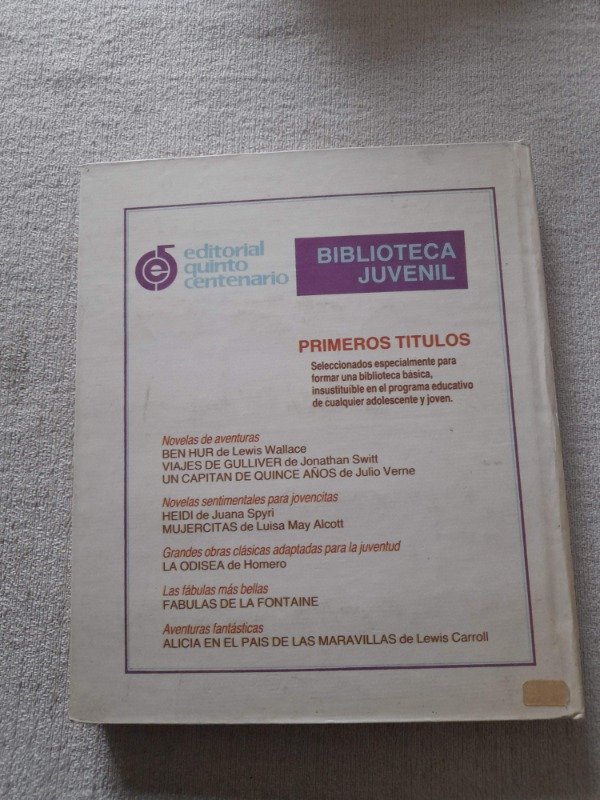 e5
editorial
quinto
centenario
BIBLIOTECA
JUVENIL
PRIMEROS TITULOS
Seleccionados especialmente para
formar una biblioteca básica,
insustituible en el programa educativo
de cualquier adolescente y joven.
Novelas de aventuras
BEN HUR de Lewis Wallace
VIAJES DE GULLIVER de Jonathan Switt
UN CAPITAN DE QUINCE AÑOS de Julio Verne
Novelas sentimentales para jovencitas
HEIDI de Juana Spyri
MUJERCITAS de Luisa May Alcott
Grandes obras clásicas adaptadas para la juventud
LA ODISEA de Homero
Las fábulas más bellas
FABULAS DE LA FONTAINE
Aventuras fantásticas
ALICIA EN EL PAIS DE LAS MARAVILLAS de Lewis Carroll